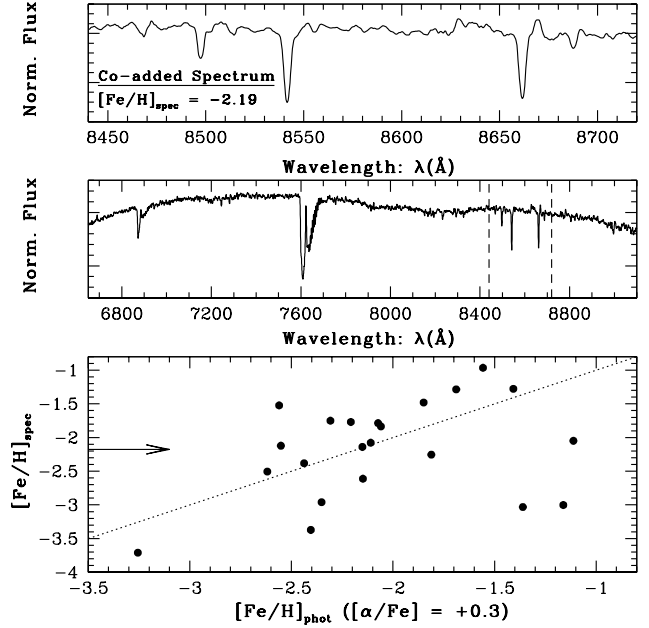 Norm. Flux
Co-added Spectrum
[Fe/H]spec = −2.19
8450 8500 8550 8600 8650 8700
Wavelength: λ(Å)
Norm. Flux
6800 7200 7600 8000 8400 8800
Wavelength: λ(Å)
[Fe/H]spec
−1
−1.5
−2
−2.5
−3
−3.5
−4
−3.5 −3 −2.5 −2 −1.5 −1
[Fe/H]phot ([α/Fe] = +0.3)